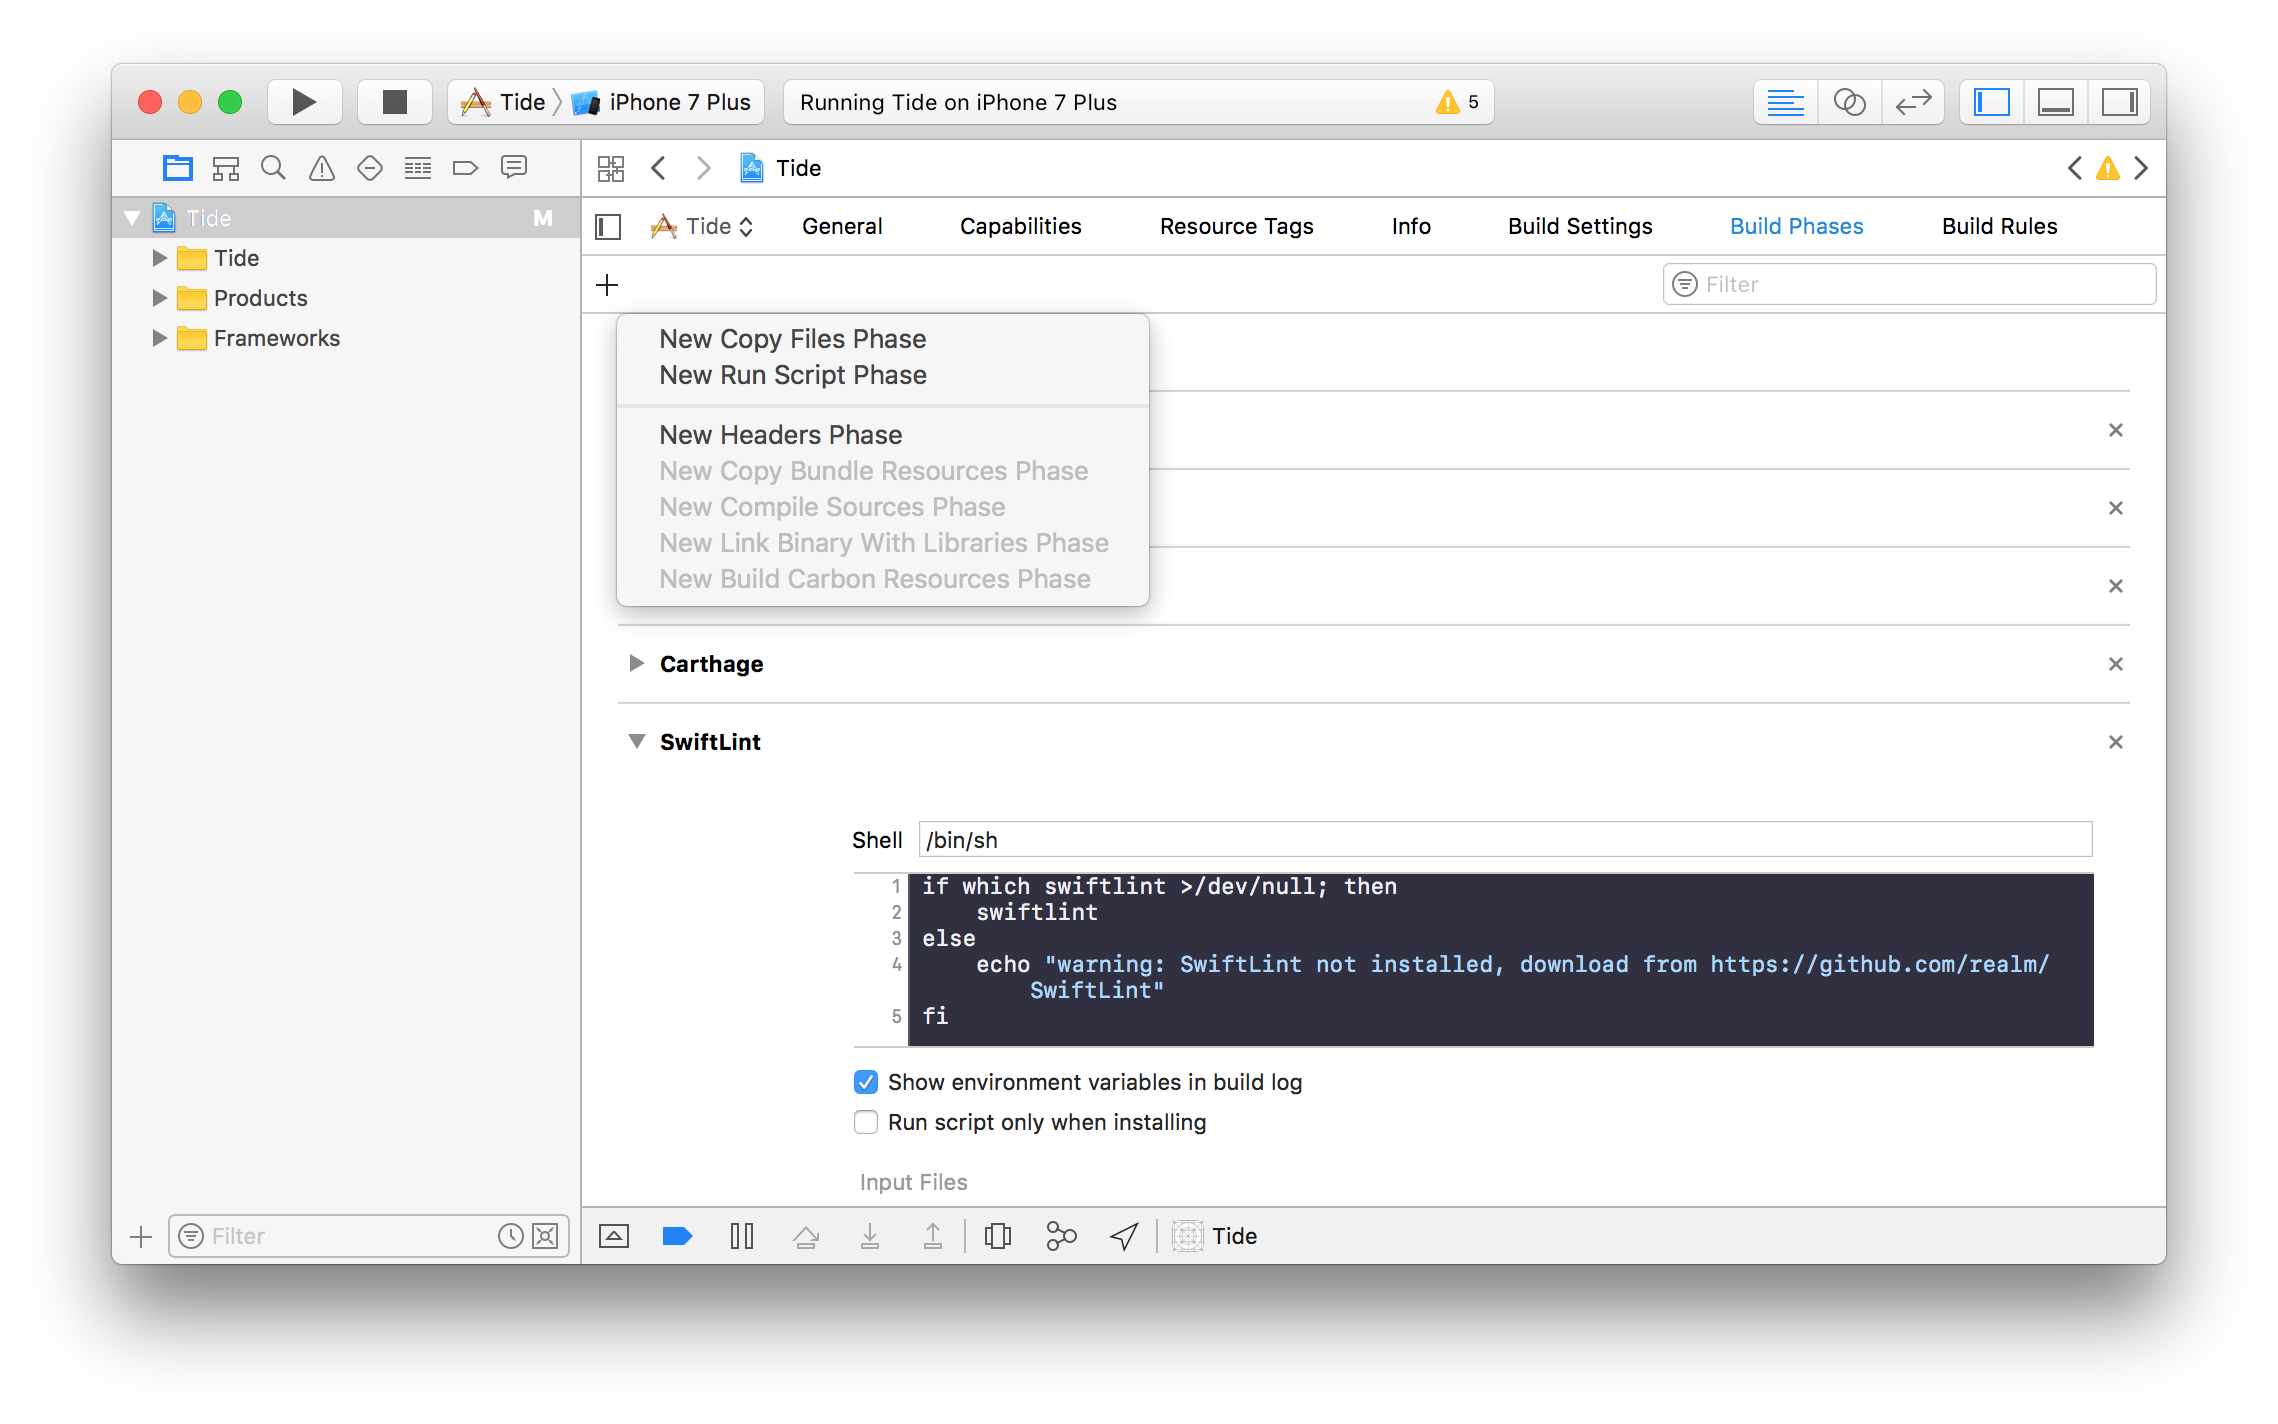 Tide iPhone 7 Plus
Running Tide on iPhone 7 Plus
5
Tide
Tide M
Tide
Products
Frameworks
Tide General Capabilities Resource Tags Info Build Settings Build Phases Build Rules
Filter
New Copy Files Phase
New Run Script Phase
New Headers Phase
New Copy Bundle Resources Phase
New Compile Sources Phase
New Link Binary With Libraries Phase
New Build Carbon Resources Phase
Carthage
SwiftLint
Shell /bin/sh
1 if which swiftlint >/dev/null; then
2 swiftlint
3 else
4 echo "warning: SwiftLint not installed, download from https://github.com/realm/
SwiftLint"
5 fi
Show environment variables in build log
Run script only when installing
Input Files
Filter
Tide